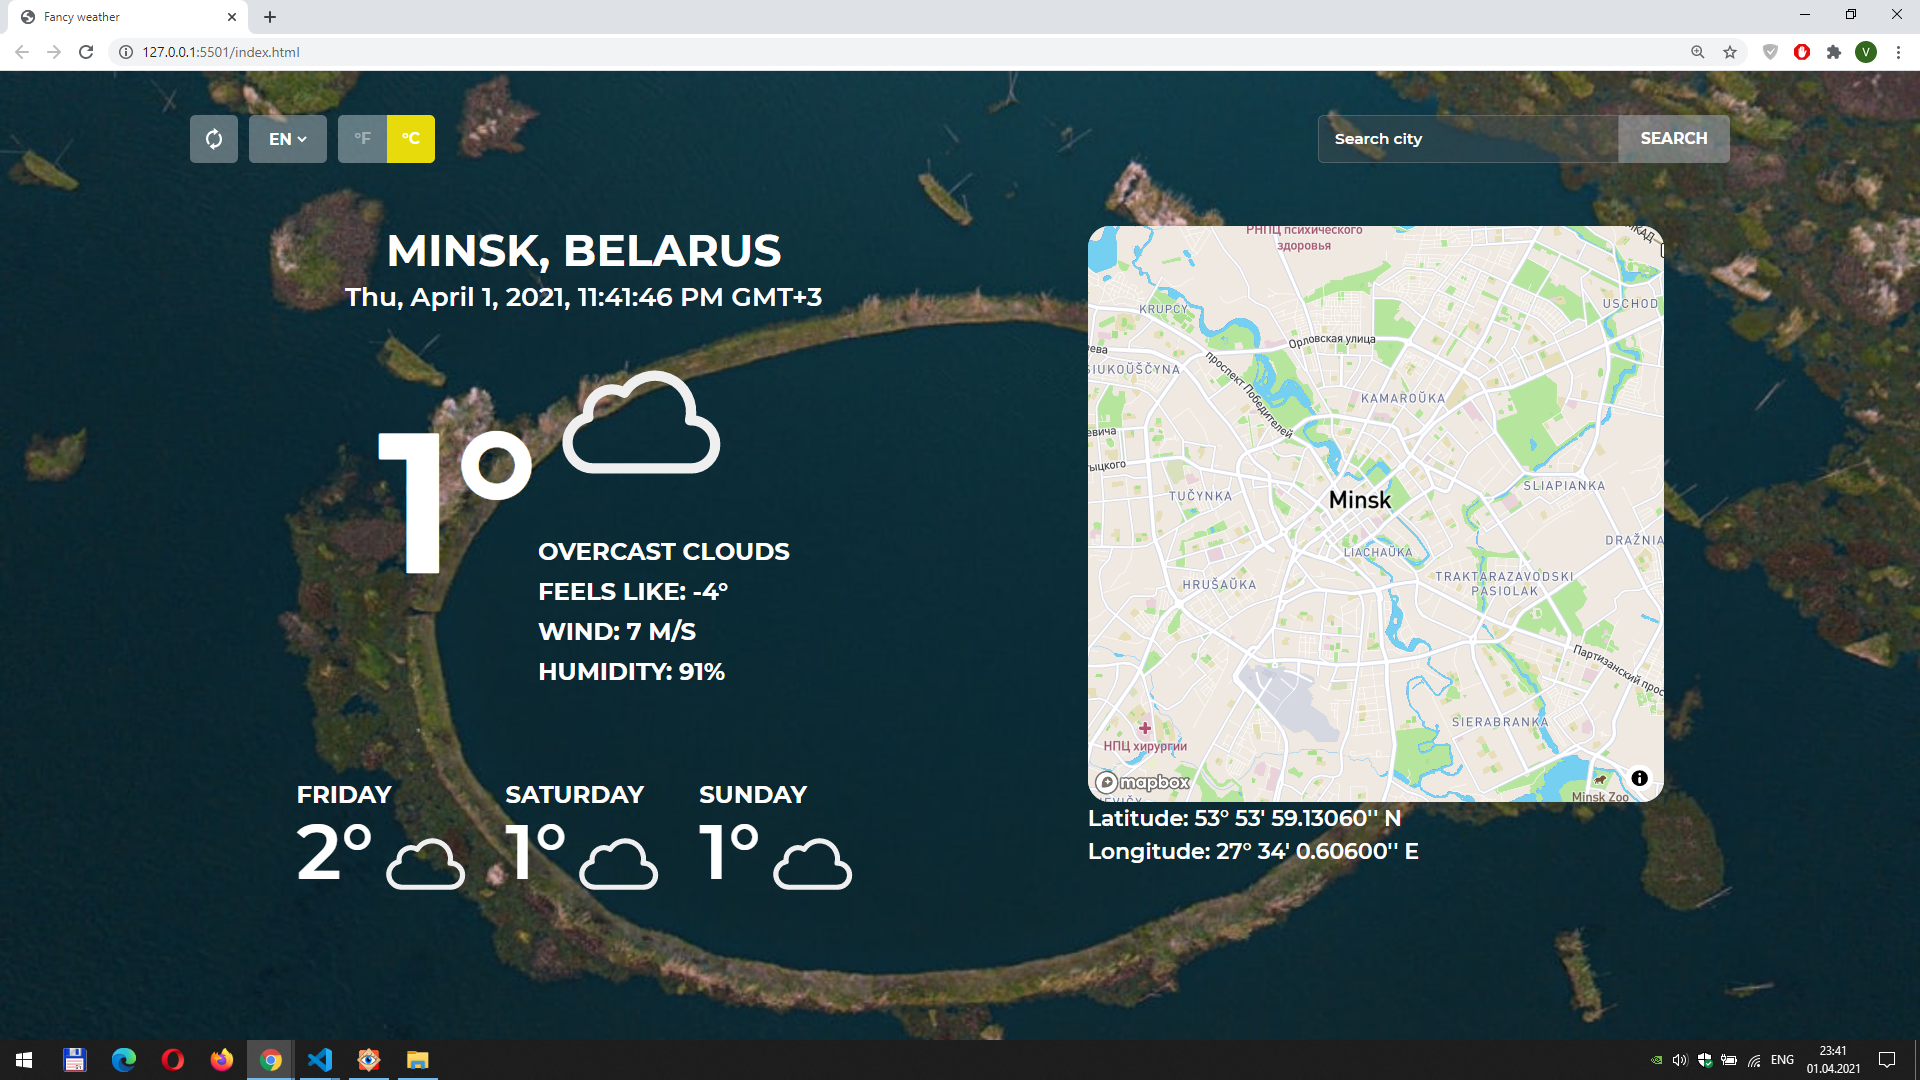 Fancy weather
127.0.0.1:5501/index.html
V
EN
°F
°C
Search city
SEARCH
MINSK, BELARUS
Thu, April 1, 2021, 11:41:46 PM GMT+3
1°
OVERCAST CLOUDS
FEELS LIKE: -4°
WIND: 7 M/S
HUMIDITY: 91%
FRIDAY
2°
SATURDAY
1°
SUNDAY
1°
РНПЦ психического
здоровья
USCHOD
KRUPCY
Орловская улица
проспект Победителей
KAMAROŬKA
SLIAPIANKA
TUČYNKA
Minsk
DRAŽNIA
LIACHAŬKA
HRUŠAŬKA
TRAKTARAZAVODSKI
PASIOLAK
Партизанский прос
SIERABRANKA
НПЦ хирургии
mapbox
Minsk Zoo
Latitude: 53° 53' 59.13060'' N
Longitude: 27° 34' 0.60600'' E
ENG
23:41
01.04.2021